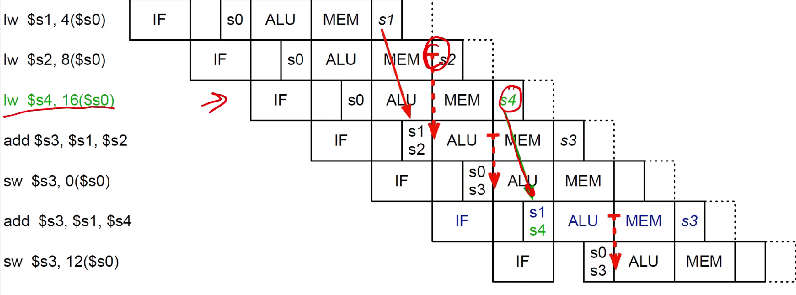 lw $s1, 4($s0) IF s0 ALU MEM s1
lw $s2, 8($s0) IF s0 ALU MEM s2
lw $s4, 16($s0) IF s0 ALU MEM s4
add $s3, $s1, $s2 IF s1 s2 ALU MEM s3
sw $s3, 0($s0) IF s0 s3 ALU MEM
add $s3, $s1, $s4 IF s1 s4 ALU MEM s3
sw $s3, 12($s0) IF s0 s3 ALU MEM